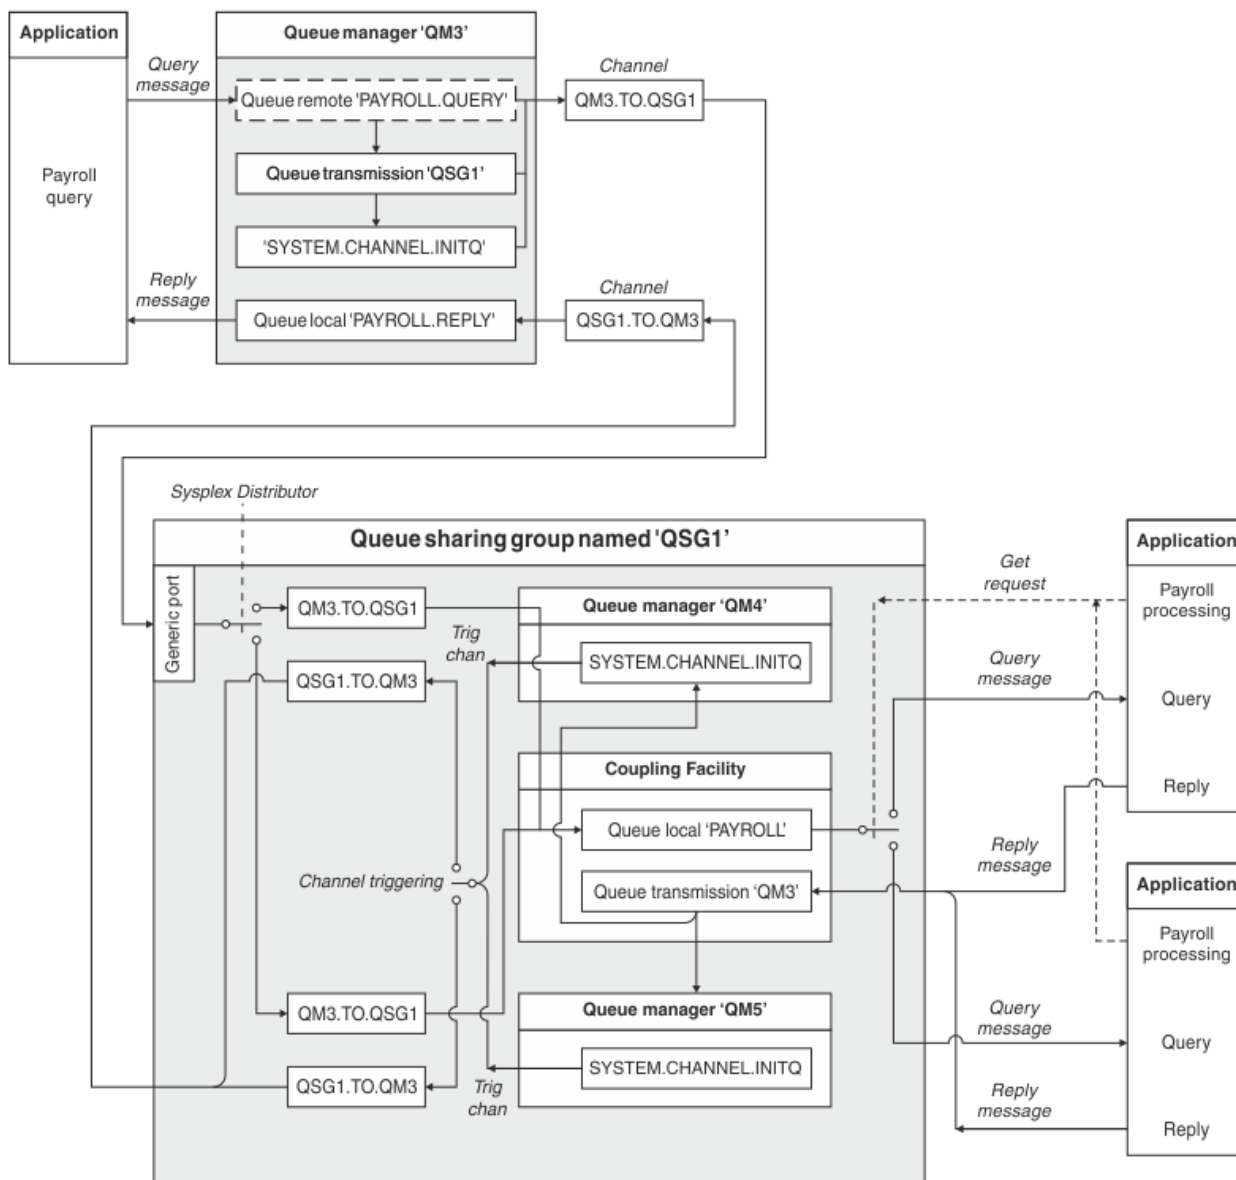 Application
Queue manager 'QM3'
Query
message
Channel
Queue remote 'PAYROLL.QUERY'
QM3.TO.QSG1
Payroll
query
Queue transmission 'QSG1'
'SYSTEM.CHANNEL.INITQ'
Reply
message
Channel
Queue local 'PAYROLL.REPLY'
QSG1.TO.QM3
Sysplex Distributor
Queue sharing group named 'QSG1'
Application
Generic port
Get
request
Payroll
processing
QM3.TO.QSG1
Queue manager ‘QM4’
Trig
chan
SYSTEM.CHANNEL.INITQ
QSG1.TO.QM3
Query
message
Query
Coupling Facility
Reply
Queue local ‘PAYROLL’
Reply
message
Channel triggering
Queue transmission ‘QM3’
Application
Payroll
processing
QM3.TO.QSG1
Queue manager ‘QM5’
Query
message
Query
SYSTEM.CHANNEL.INITQ
QSG1.TO.QM3
Trig
chan
Reply
message
Reply